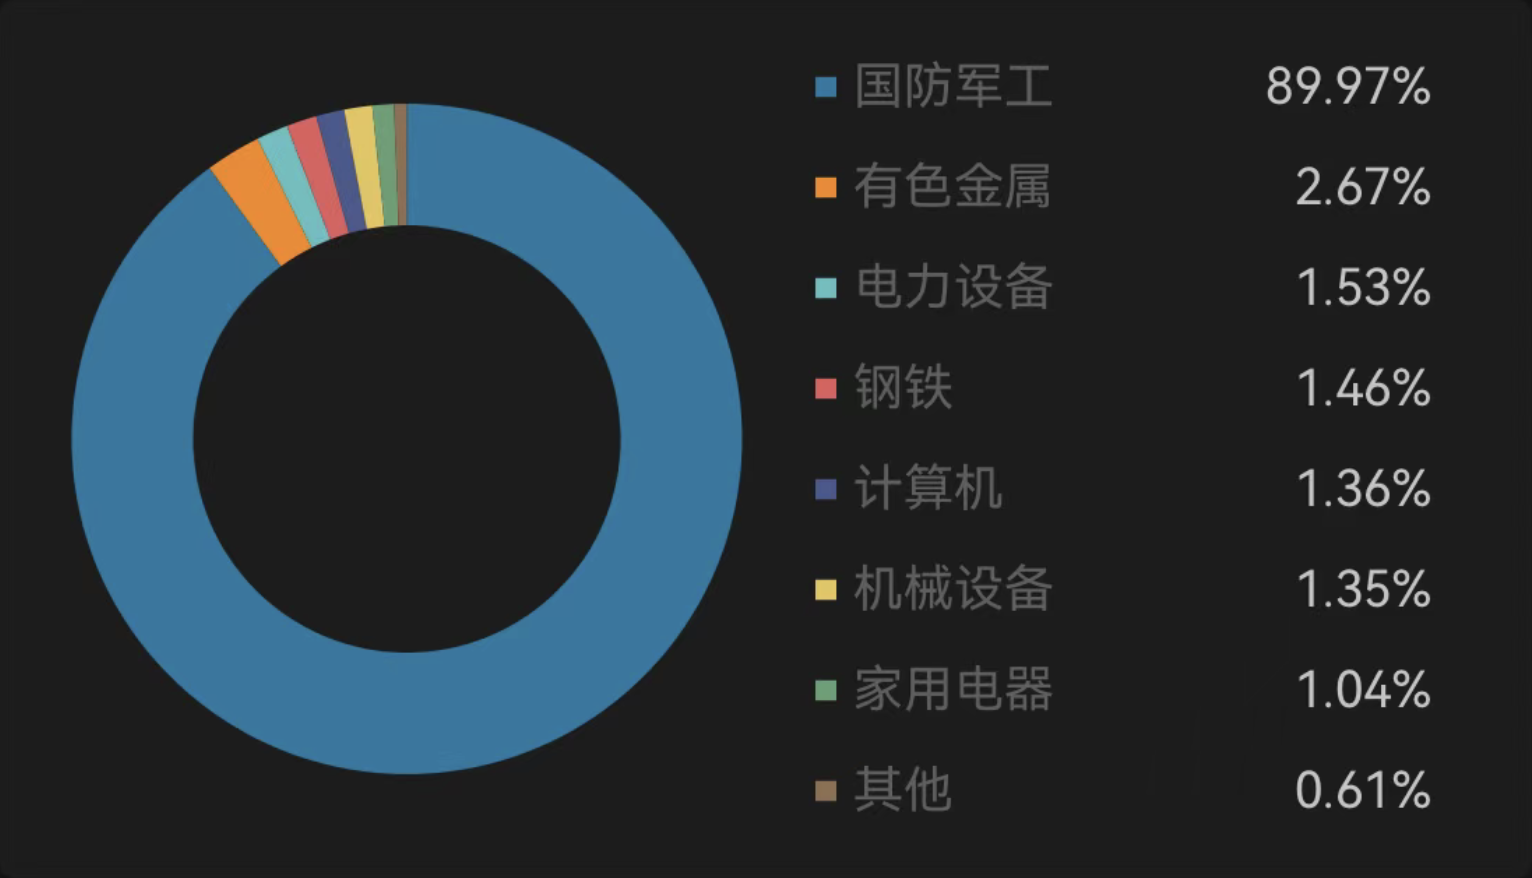 国防军工 89.97%
有色金属 2.67%
电力设备 1.53%
钢铁 1.46%
计算机 1.36%
机械设备 1.35%
家用电器 1.04%
其他 0.61%